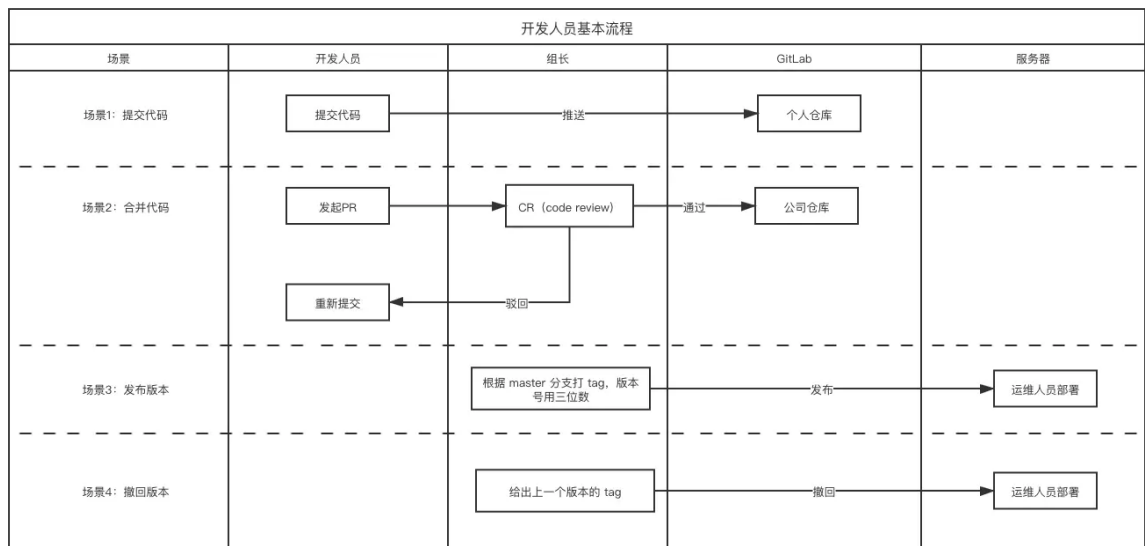 开发人员基本流程
场景
开发人员
组长
GitLab
服务器
场景1：提交代码
提交代码
推送
个人仓库
场景2：合并代码
发起PR
CR（code review）
通过
公司仓库
重新提交
驳回
场景3：发布版本
根据 master 分支打 tag，版本
号用三位数
发布
运维人员部署
场景4：撤回版本
给出上一个版本的 tag
撤回
运维人员部署